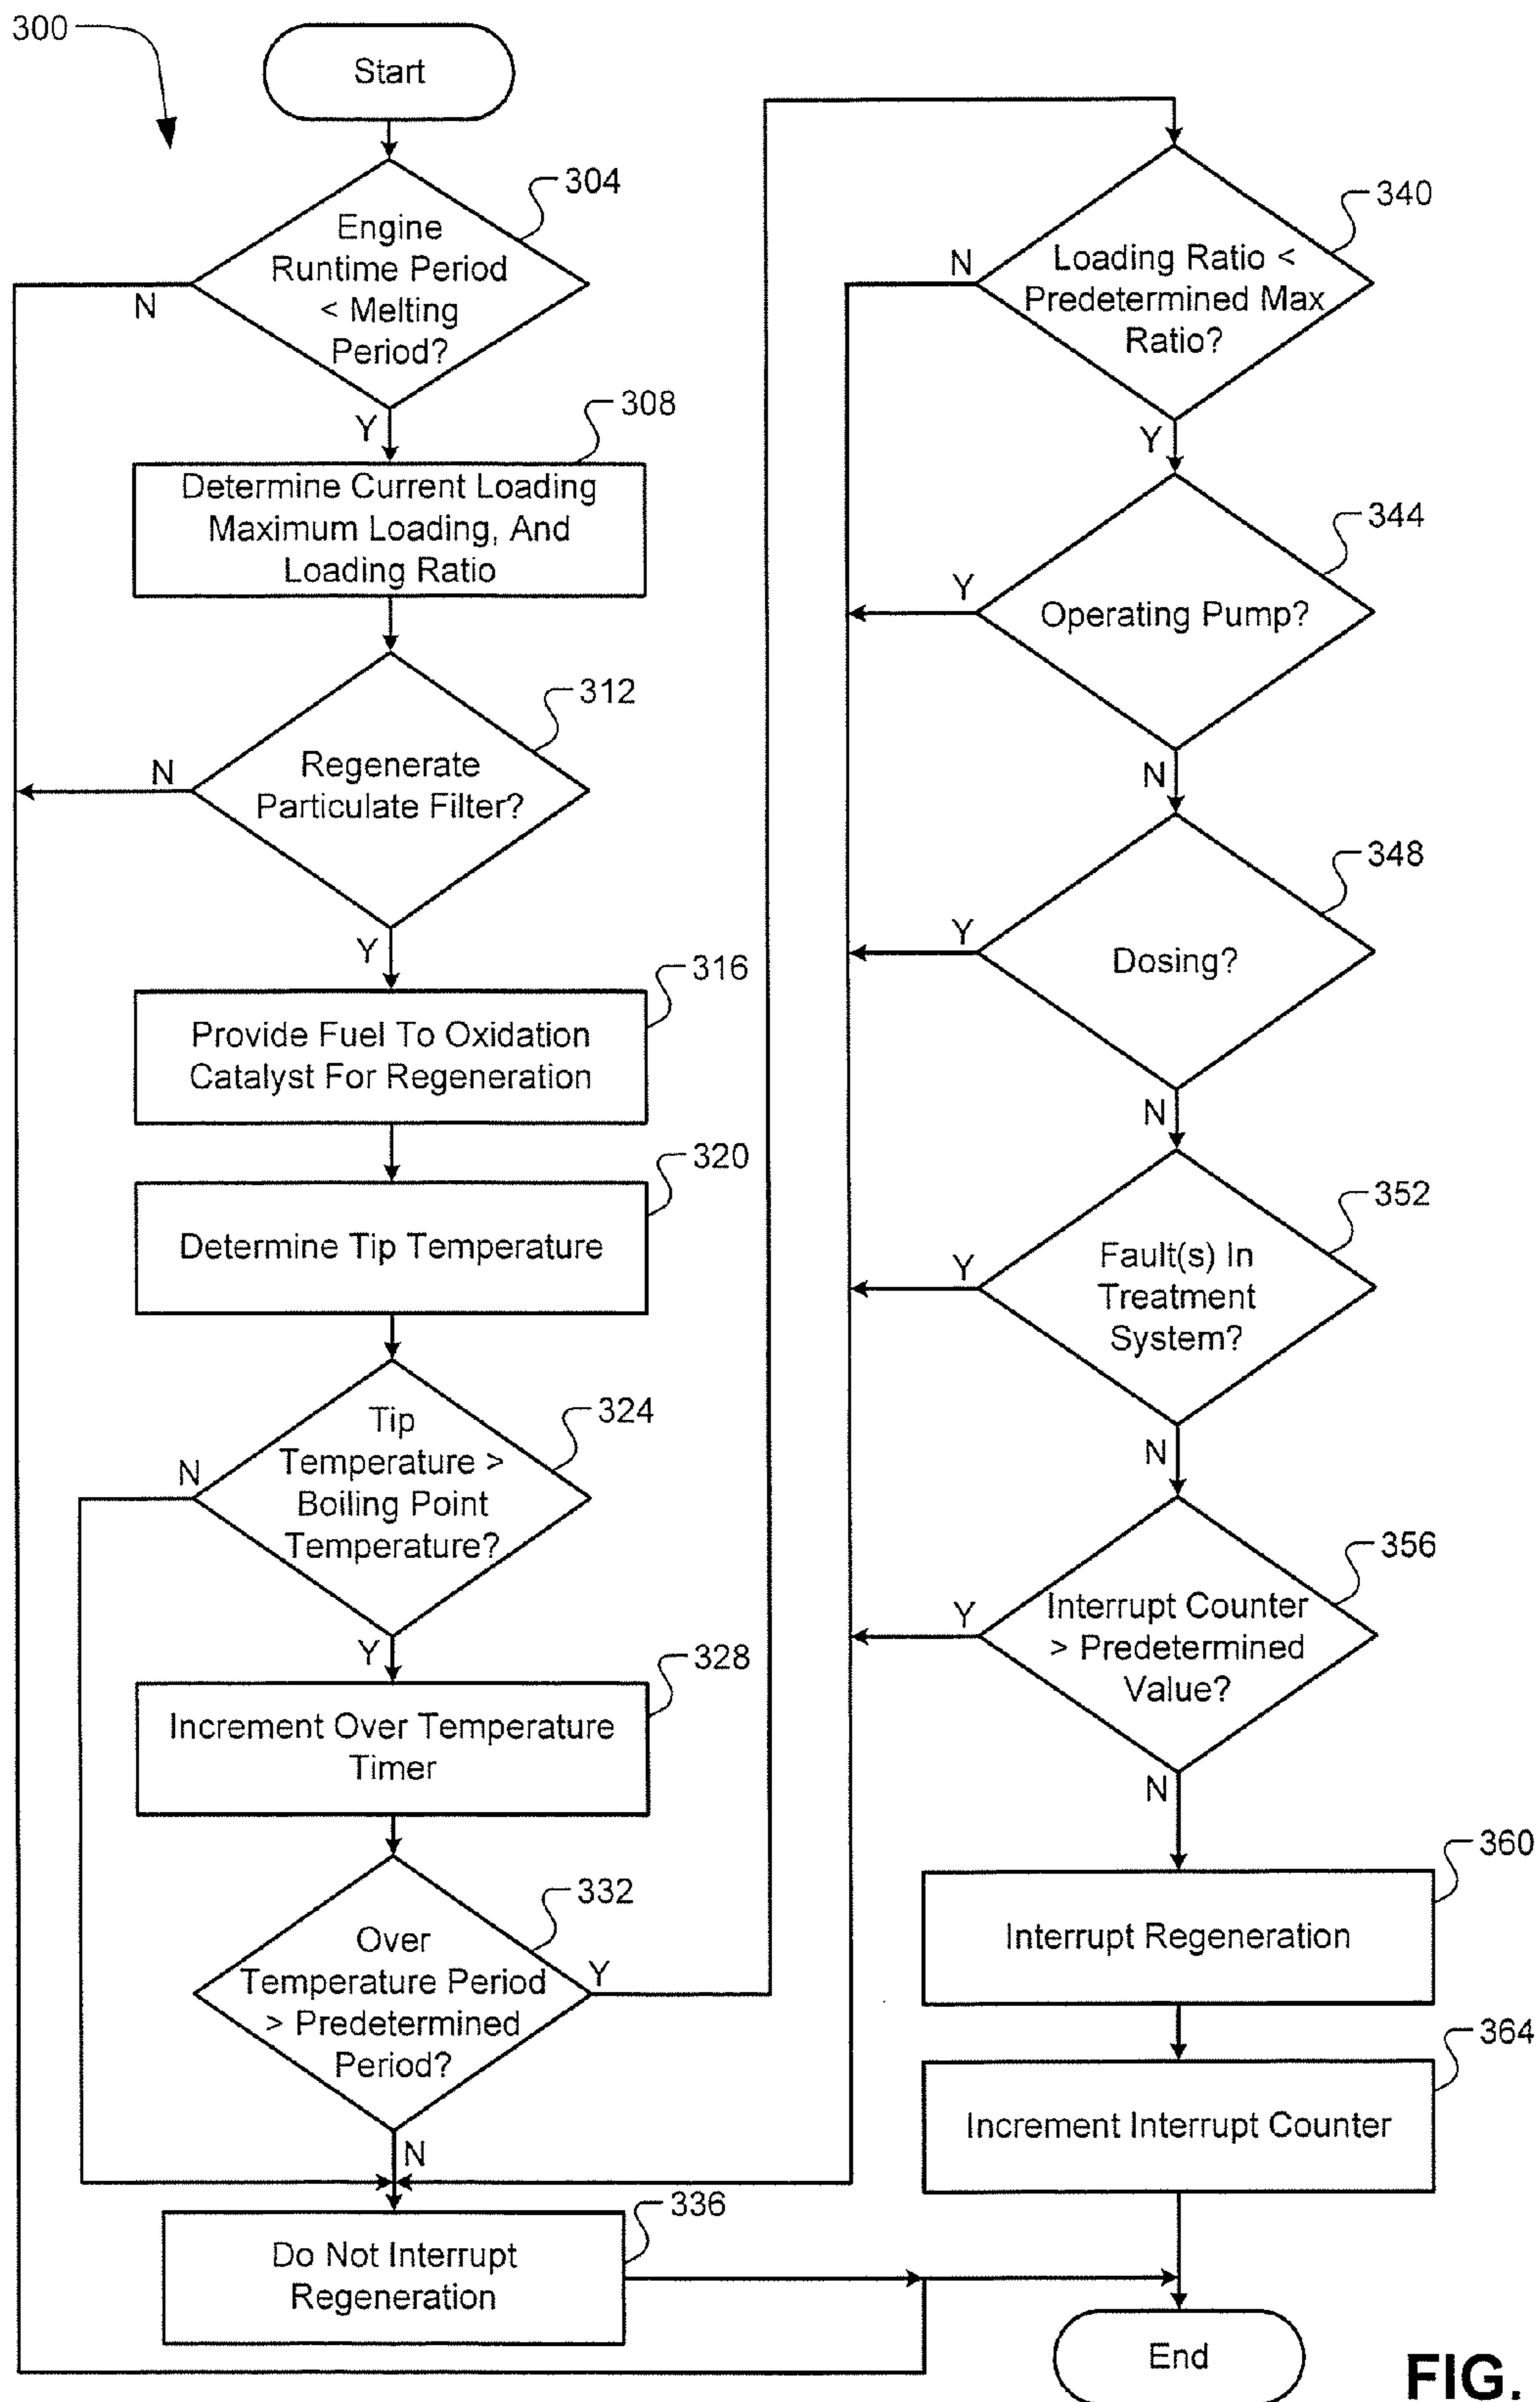 300
Start
304
Engine
Runtime Period
< Melting
Period?
N
Y
308
Determine Current Loading
Maximum Loading, And
Loading Ratio
312
Regenerate
Particulate Filter?
N
Y
316
Provide Fuel To Oxidation
Catalyst For Regeneration
320
Determine Tip Temperature
324
Tip
Temperature >
Boiling Point
Temperature?
N
Y
328
Increment Over Temperature
Timer
332
Over
Temperature Period
> Predetermined
Period?
Y
N
336
Do Not Interrupt
Regeneration
340
Loading Ratio <
Predetermined Max
Ratio?
N
Y
344
Operating Pump?
Y
N
348
Dosing?
Y
N
352
Fault(s) In
Treatment
System?
Y
N
356
Interrupt Counter
> Predetermined
Value?
Y
N
360
Interrupt Regeneration
364
Increment Interrupt Counter
End
FIG.